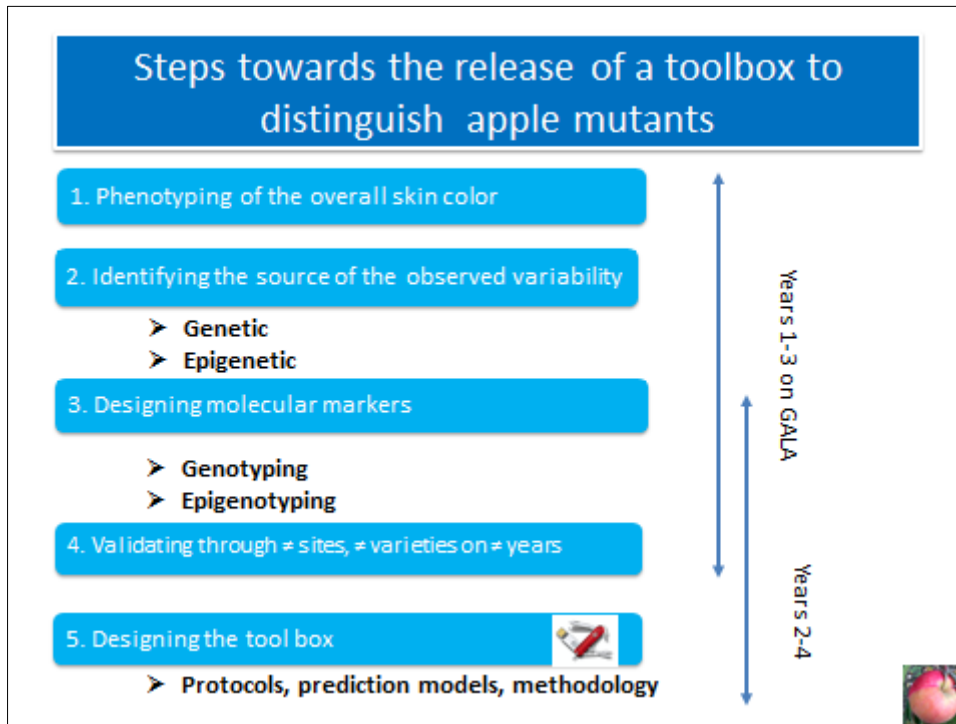 Steps towards the release of a toolbox to
distinguish apple mutants
1. Phenotyping of the overall skin color
2. Identifying the source of the observed variability
➤ Genetic
➤ Epigenetic
3. Designing molecular markers
➤ Genotyping
➤ Epigenotyping
4. Validating through ≠ sites, ≠ varieties on ≠ years
5. Designing the tool box
➤ Protocols, prediction models, methodology
Years 1-3 on GALA
Years 2-4